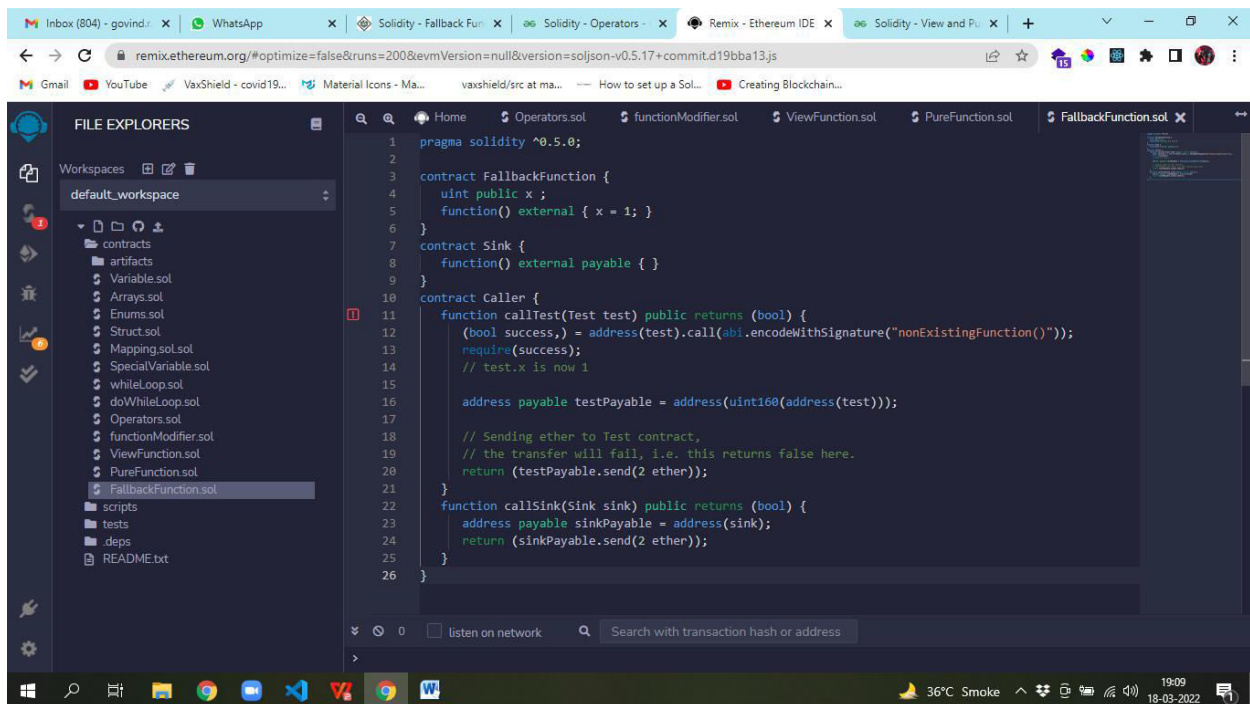 Inbox (804) - govind.r
WhatsApp
Solidity - Fallback Fun
Solidity - Operators -
Remix - Ethereum IDE
Solidity - View and Pu
remix.ethereum.org/#optimize=false&runs=200&evmVersion=null&version=soljson-v0.5.17+commit.d19bba13.js
15
Gmail
YouTube
VaxShield - covid19...
Material Icons - Ma...
vaxshield/src at ma...
How to set up a Sol...
Creating Blockchain...
FILE EXPLORERS
Home
Operators.sol
functionModifier.sol
ViewFunction.sol
PureFunction.sol
FallbackFunction.sol
Workspaces
default_workspace
1
6
contracts
artifacts
Variable.sol
Arrays.sol
Enums.sol
Struct.sol
Mapping,sol.sol
SpecialVariable.sol
whileLoop.sol
doWhileLoop.sol
Operators.sol
functionModifier.sol
ViewFunction.sol
PureFunction.sol
FallbackFunction.sol
scripts
tests
.deps
README.txt
1 pragma solidity ^0.5.0;
2
3 contract FallbackFunction {
4 uint public x ;
5 function() external { x = 1; }
6 }
7 contract Sink {
8 function() external payable { }
9 }
10 contract Caller {
11 function callTest(Test test) public returns (bool) {
12 (bool success,) = address(test).call(abi.encodeWithSignature("nonExistingFunction()"));
13 require(success);
14 // test.x is now 1
15
16 address payable testPayable = address(uint160(address(test)));
17
18 // Sending ether to Test contract,
19 // the transfer will fail, i.e. this returns false here.
20 return (testPayable.send(2 ether));
21 }
22 function callSink(Sink sink) public returns (bool) {
23 address payable sinkPayable = address(sink);
24 return (sinkPayable.send(2 ether));
25 }
26 }
0
listen on network
Search with transaction hash or address
>
36°C Smoke
19:09
18-03-2022
1